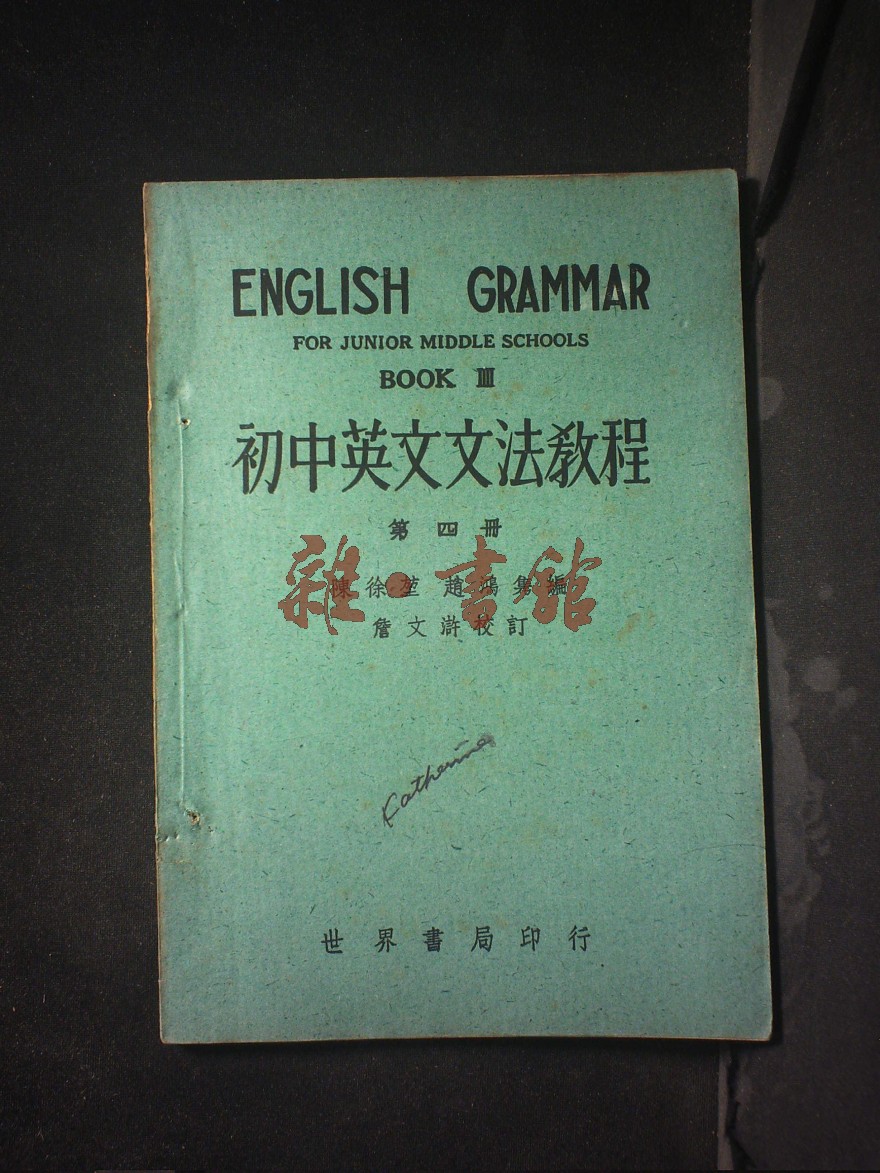 ENGLISH GRAMMAR
FOR JUNIOR MIDDLE SCHOOLS
BOOK III
初中英文文法教程
第四冊
陳徐堃 趙鴻雋編
詹文滸校訂
雜·書館
Katherine
世界書局印行